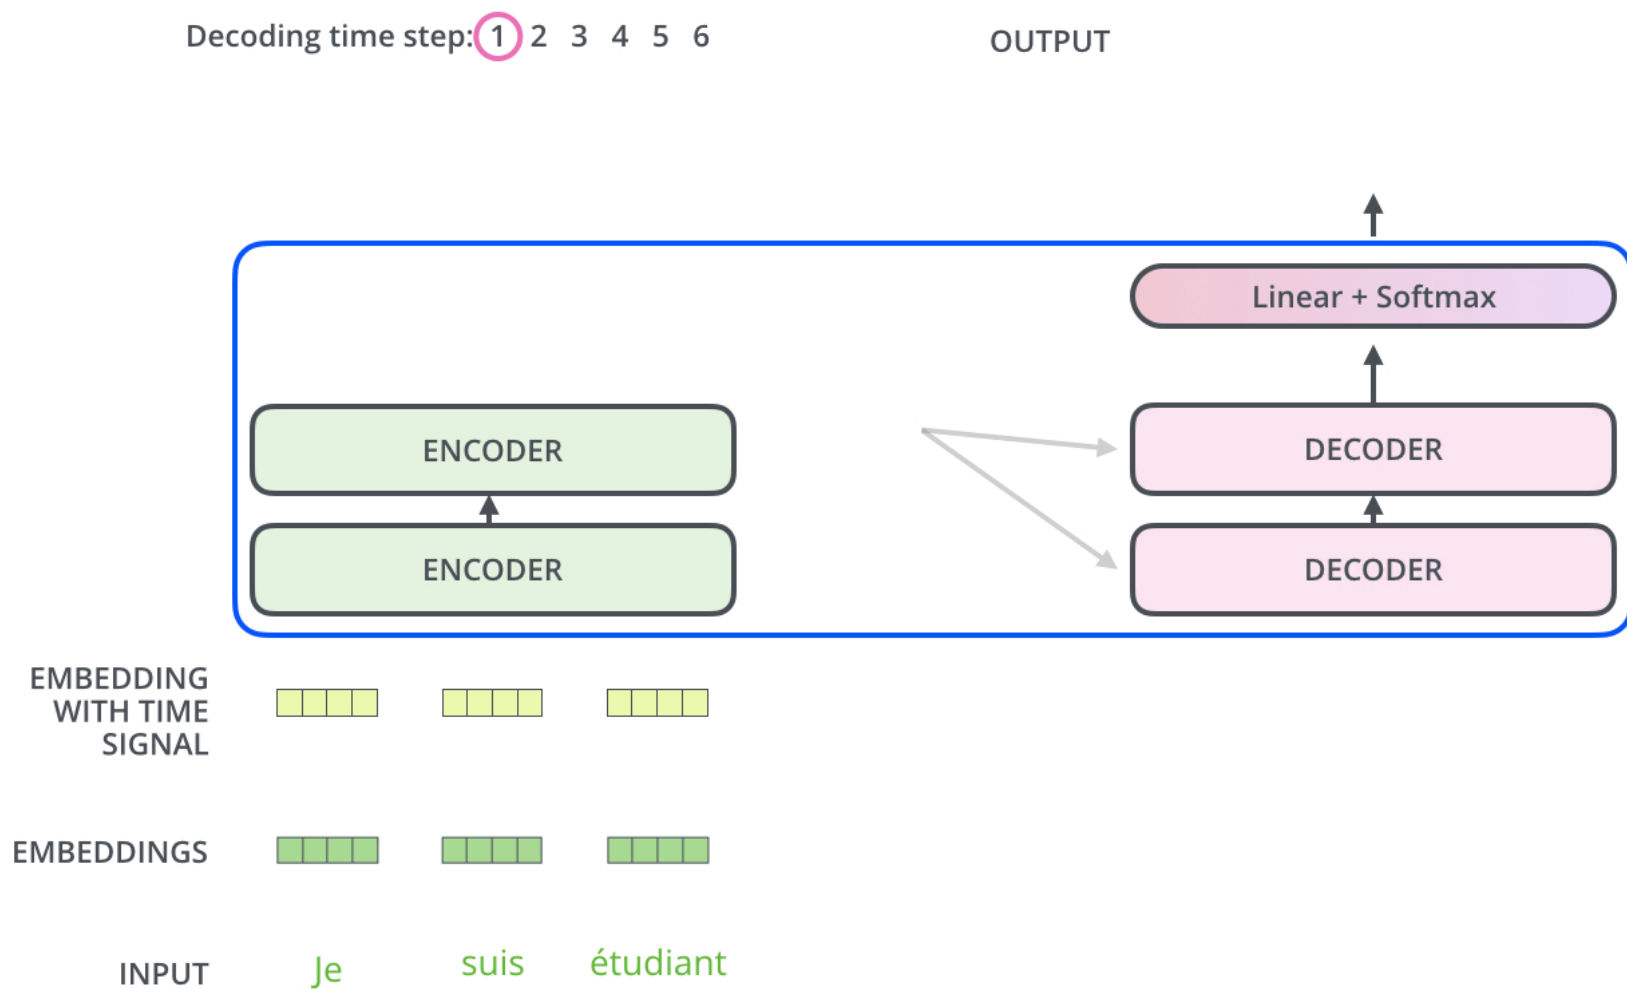 Decoding time step: 1 2 3 4 5 6
OUTPUT
Linear + Softmax
ENCODER
DECODER
ENCODER
DECODER
EMBEDDING
WITH TIME
SIGNAL
EMBEDDINGS
INPUT
Je
suis
étudiant